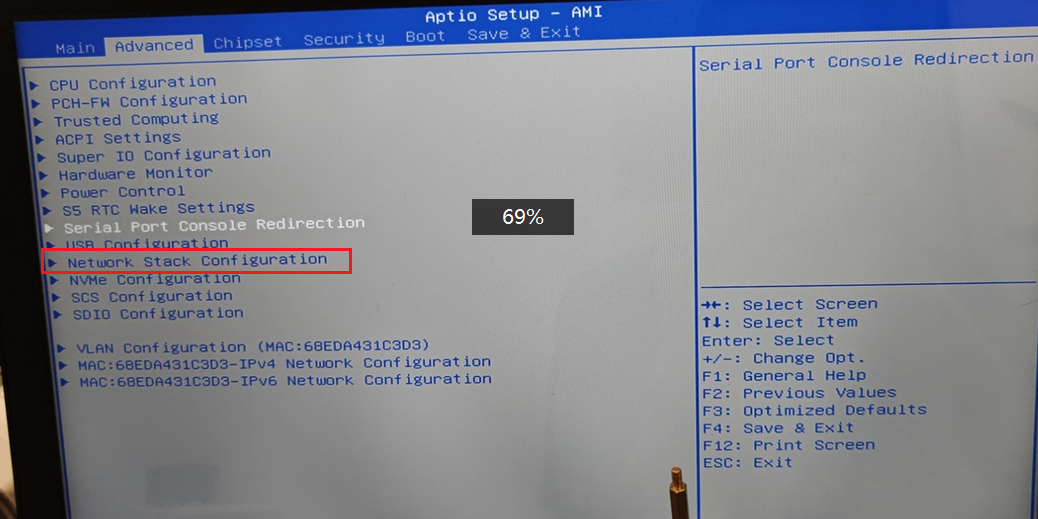 Aptio Setup – AMI
Main Advanced Chipset Security Boot Save & Exit
CPU Configuration
PCH-FW Configuration
Trusted Computing
ACPI Settings
Super IO Configuration
Hardware Monitor
Power Control
S5 RTC Wake Settings
Serial Port Console Redirection
USB Configuration
Network Stack Configuration
NVMe Configuration
SCS Configuration
SDIO Configuration
VLAN Configuration (MAC:68EDA431C3D3)
MAC:68EDA431C3D3-IPv4 Network Configuration
MAC:68EDA431C3D3-IPv6 Network Configuration
69%
Serial Port Console Redirection
→←: Select Screen
↑↓: Select Item
Enter: Select
+/-: Change Opt.
F1: General Help
F2: Previous Values
F3: Optimized Defaults
F4: Save & Exit
F12: Print Screen
ESC: Exit